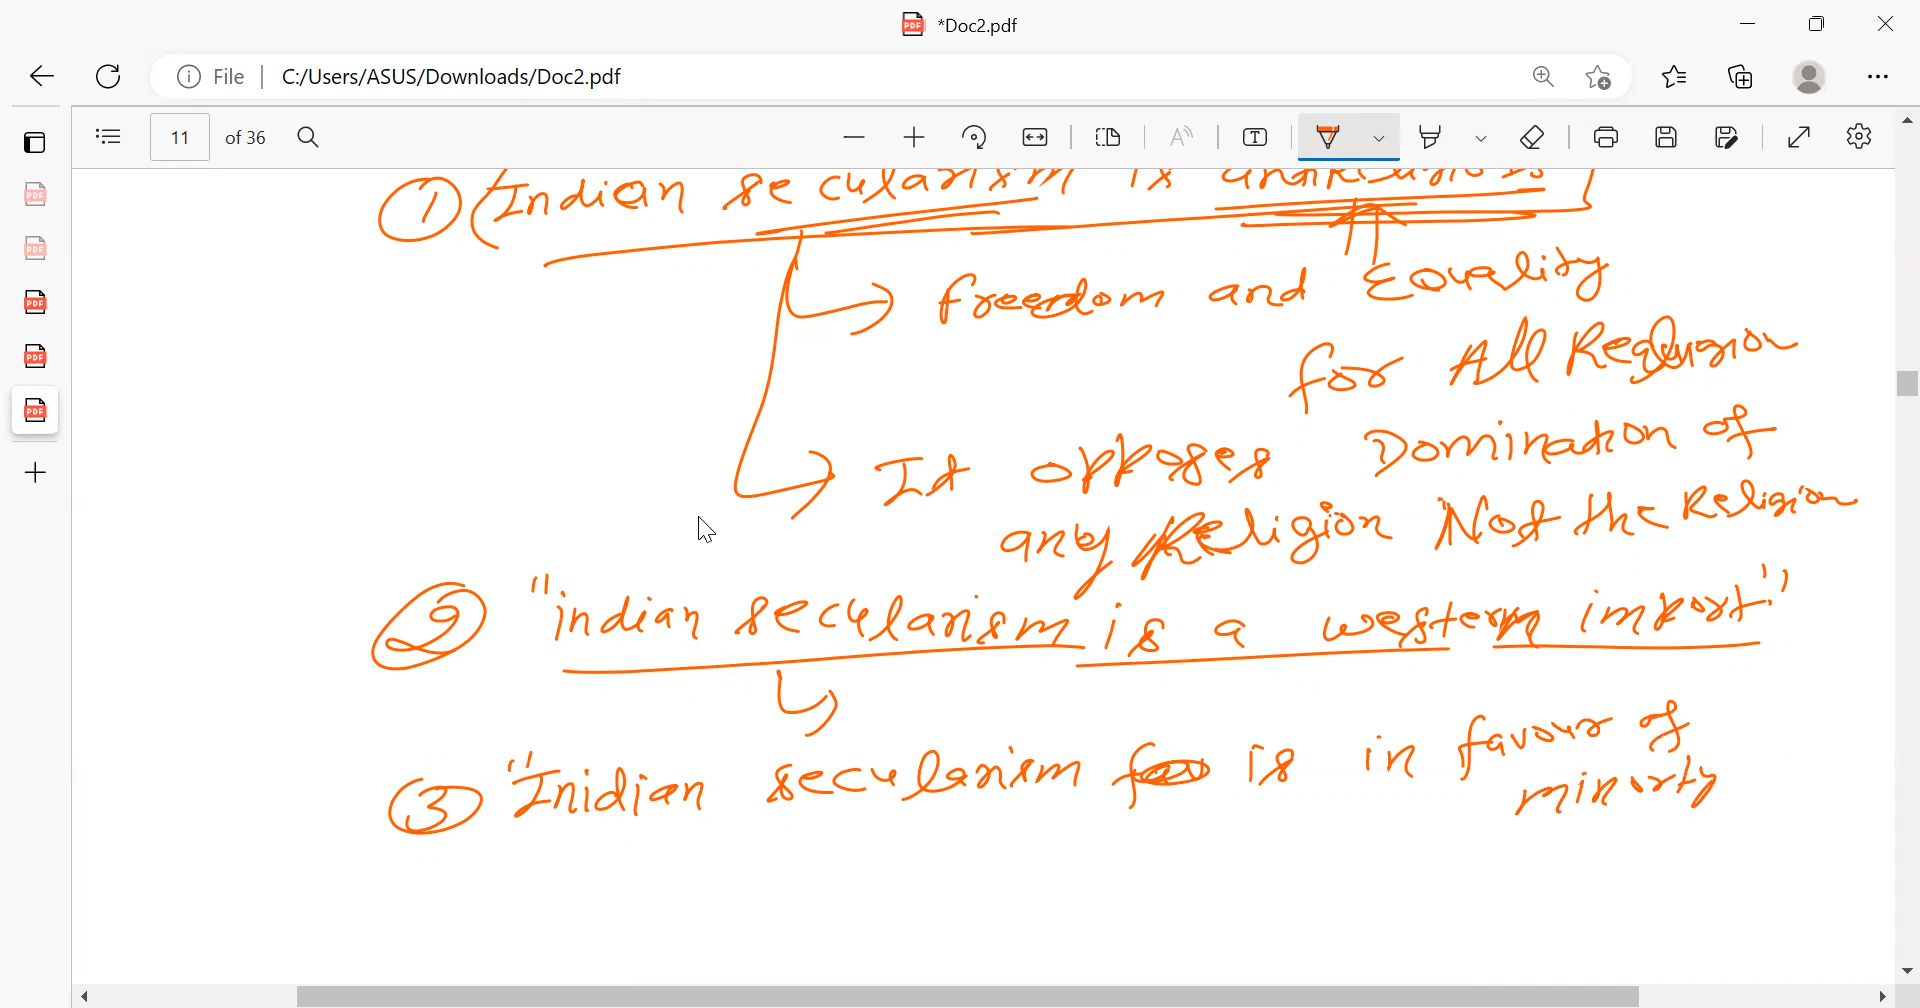 *Doc2.pdf
File
C:/Users/ASUS/Downloads/Doc2.pdf
11 of 36
① (Indian secularism is
Freedom and Equality
for All Religion
It opposes Domination of
any Religion Not the Religion
② "indian secularism is a western import."
③ "Inidian secularism is in favour of
minorty